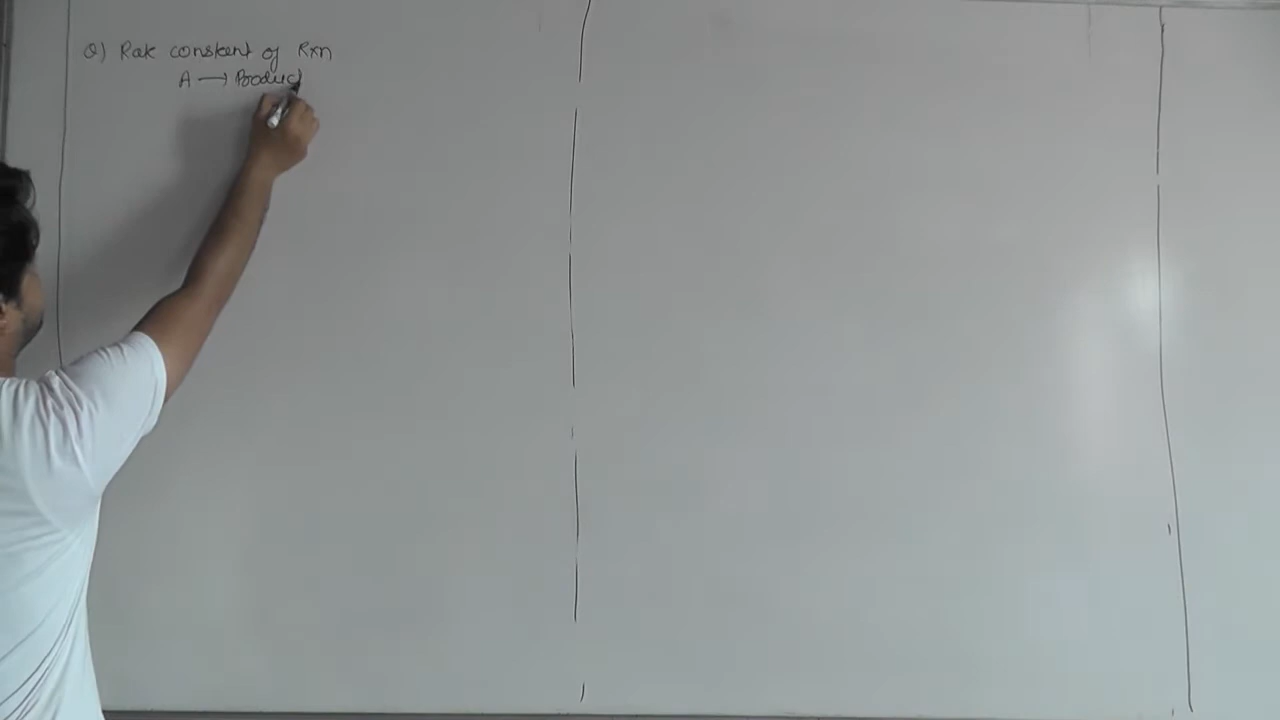 Q) Rate constant of Rxn
A → Product